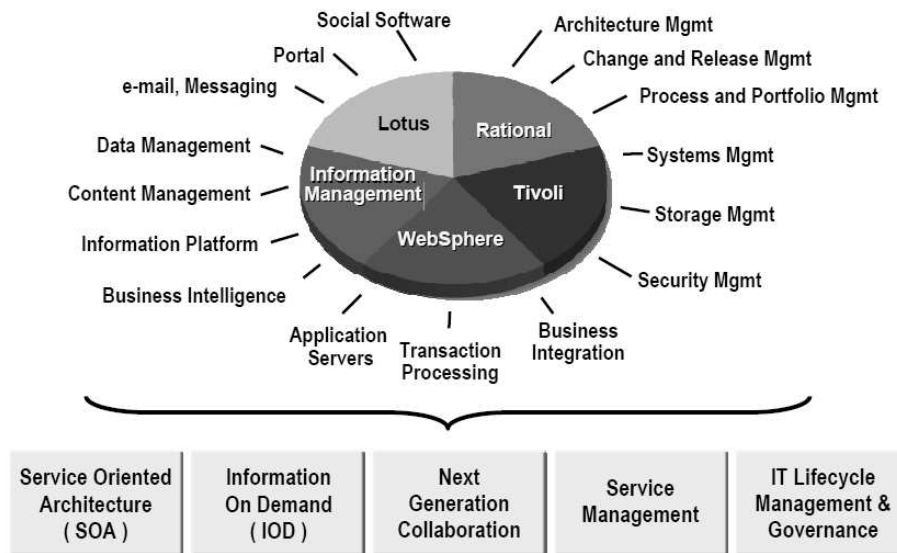 Social Software
Portal
e-mail, Messaging
Data Management
Content Management
Information Platform
Business Intelligence
Application
Servers
Transaction
Processing
Business
Integration
Architecture Mgmt
Change and Release Mgmt
Process and Portfolio Mgmt
Systems Mgmt
Storage Mgmt
Security Mgmt
Lotus
Rational
Information
Management
Tivoli
WebSphere
Service Oriented
Architecture
( SOA )
Information
On Demand
( IOD )
Next
Generation
Collaboration
Service
Management
IT Lifecycle
Management &
Governance